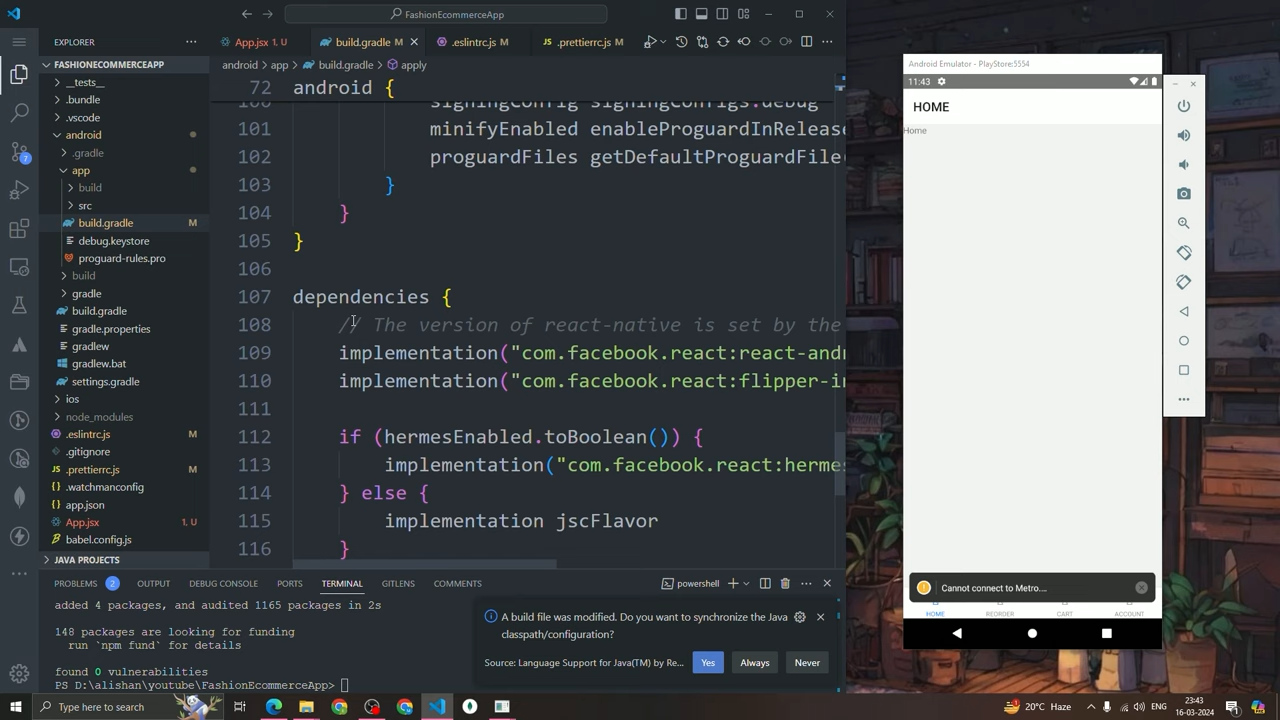 FashionEcommerceApp
EXPLORER
FASHIONECOMMERCEAPP
__tests__
.bundle
.vscode
android
.gradle
app
build
src
build.gradle M
debug.keystore
proguard-rules.pro
build
gradle
build.gradle
gradle.properties
gradlew
gradlew.bat
settings.gradle
ios
node_modules
.eslintrc.js M
.gitignore
.prettierrc.js M
.watchmanconfig
app.json
App.jsx 1, U
babel.config.js
JAVA PROJECTS
App.jsx 1, U
build.gradle M
.eslintrc.js M
.prettierrc.js M
android > app > build.gradle > apply
72 android {
signingConfig signingConfigs.debug
101 minifyEnabled enableProguardInRelease
102 proguardFiles getDefaultProguardFile
103 }
104 }
105 }
106
107 dependencies {
108 // The version of react-native is set by the
109 implementation("com.facebook.react:react-and
110 implementation("com.facebook.react:flipper-in
111
112 if (hermesEnabled.toBoolean()) {
113 implementation("com.facebook.react:hermes
114 } else {
115 implementation jscFlavor
116 }
PROBLEMS 2 OUTPUT DEBUG CONSOLE PORTS TERMINAL GITLENS COMMENTS
powershell
added 4 packages, and audited 1165 packages in 2s
148 packages are looking for funding
run `npm fund` for details
found 0 vulnerabilities
PS D:\alishan\youtube\FashionEcommerceApp>
A build file was modified. Do you want to synchronize the Java
classpath/configuration?
Source: Language Support for Java(TM) by Re...
Yes Always Never
Android Emulator - PlayStore:5554
11:43
HOME
Home
Cannot connect to Metro....
HOME REORDER CART ACCOUNT
7
Type here to search
20°C Haze
ENG
23:43
16-03-2024
1